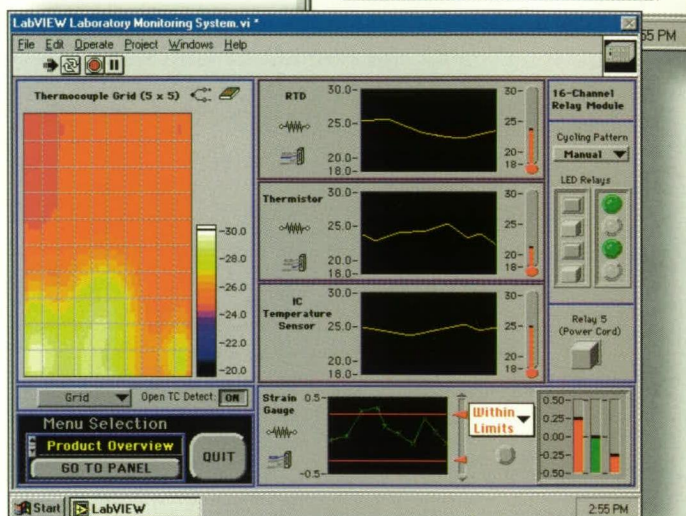 55 PM
LabVIEW Laboratory Monitoring System.vi *
File Edit Operate Project Windows Help
Thermocouple Grid (5 x 5)
-30.0
-28.0
-26.0
-24.0
-22.0
-20.0
Grid
Open TC Detect: ON
Menu Selection
Product Overview
GO TO PANEL
QUIT
RTD
30.0-
25.0-
20.0-
18.0-
30-
25-
20-
18-
Thermistor
30.0-
25.0-
20.0-
18.0-
30-
25-
20-
18-
IC
Temperature
Sensor
30.0-
25.0-
20.0-
18.0-
30-
25-
20-
18-
Strain
Gauge
0.5-
-0.5-
Within
Limits
0.50-
0.25-
0.00-
-0.25-
-0.50-
16-Channel
Relay Module
Cycling Pattern
Manual
LED Relays
Relay 5
(Power Cord)
Start
LabVIEW
2:55 PM